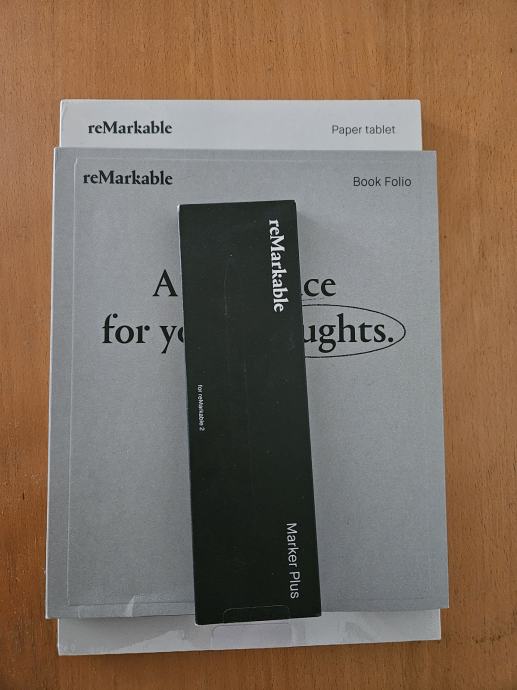 reMarkable Paper tablet
reMarkable Book Folio
A ce
for yo ughts.
reMarkable
for reMarkable 2
Marker Plus